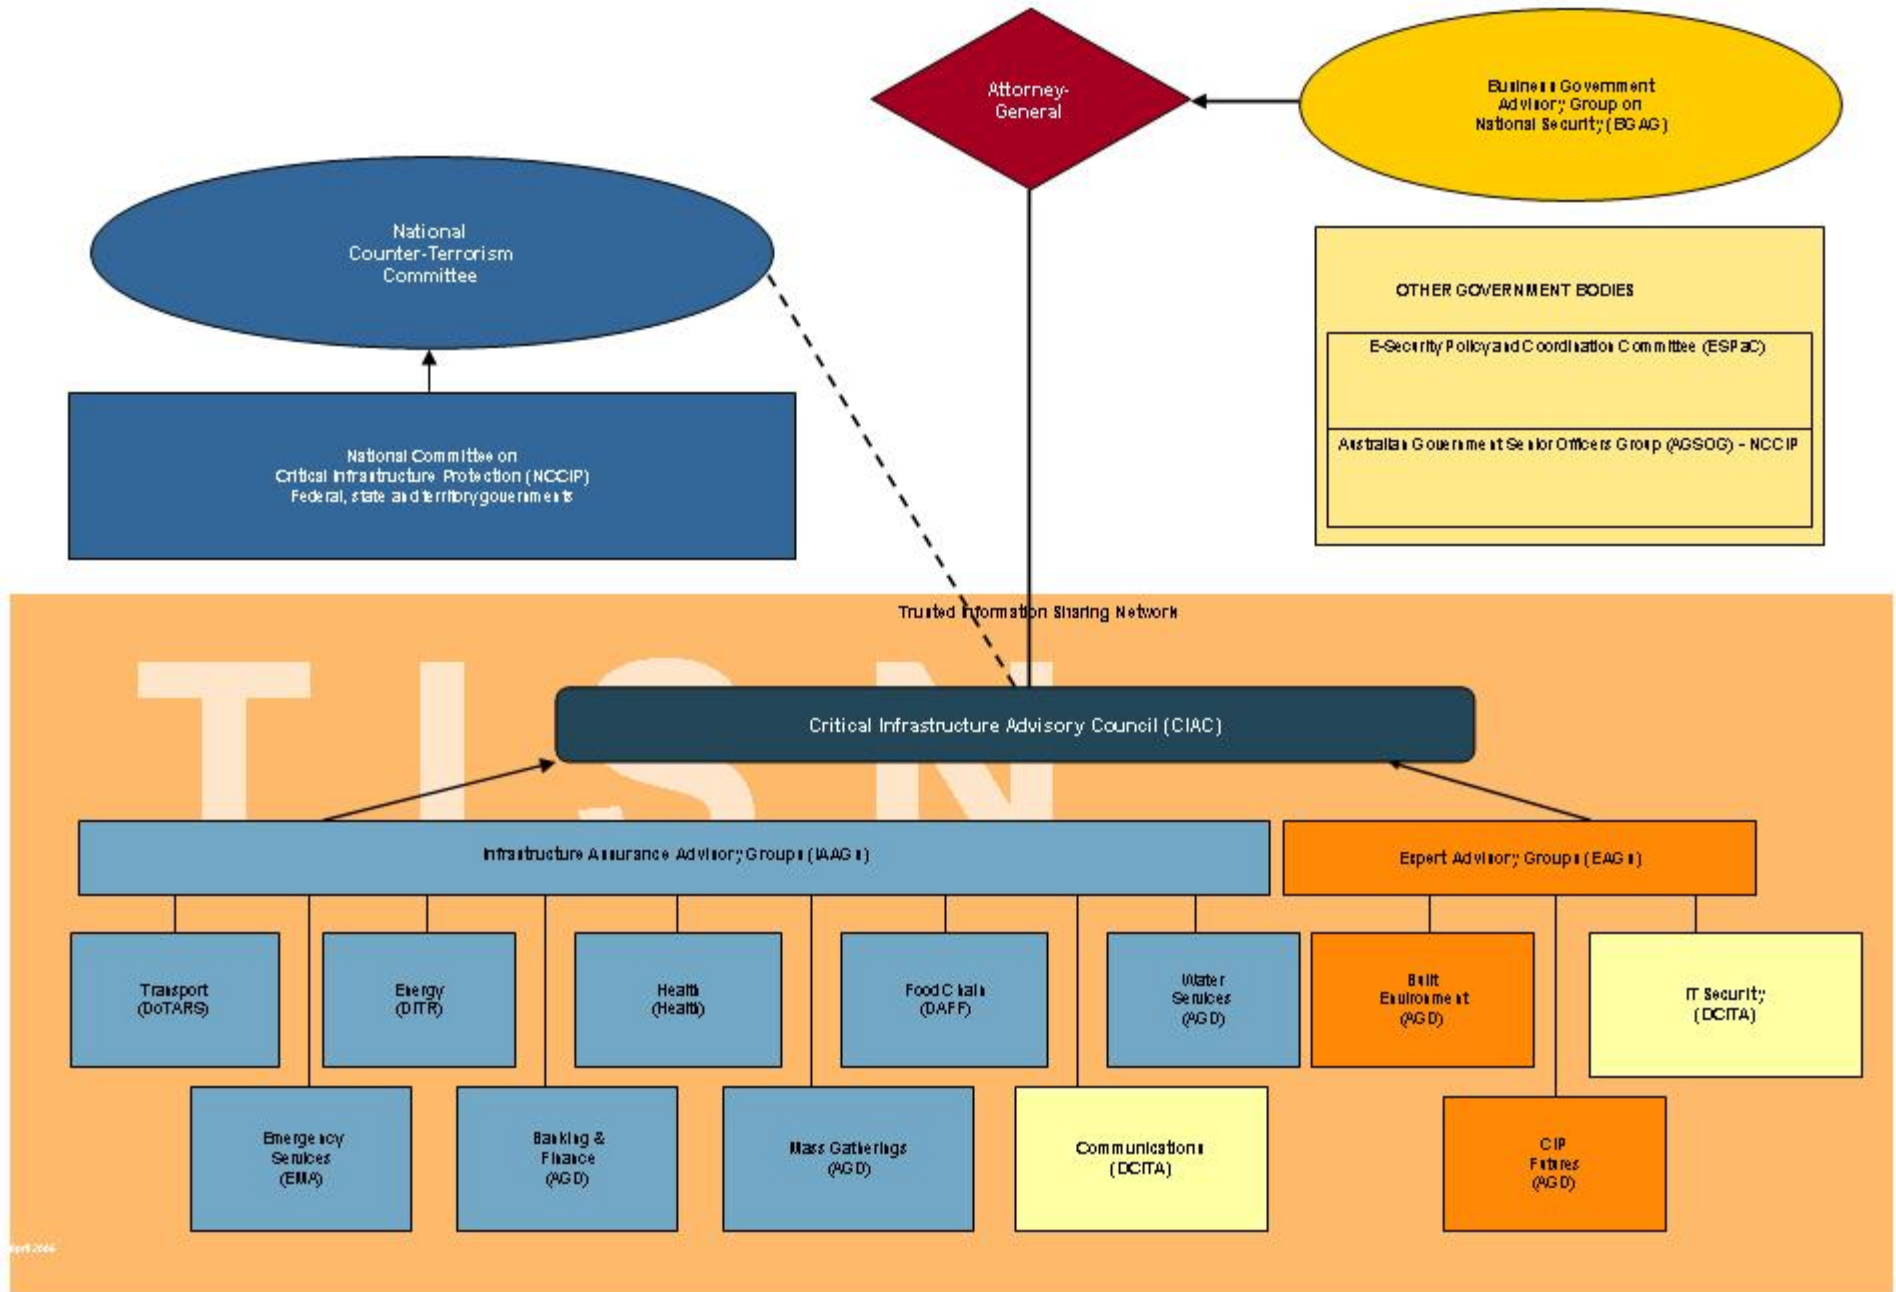 Attorney-
General
Business Government
Advisory Group on
National Security (BGAG)
National
Counter-Terrorism
Committee
OTHER GOVERNMENT BODIES
E-Security Policy and Coordination Committee (ESPaC)
Australian Government Senior Officers Group (AGSOG) - NCCIP
National Committee on
Critical Infrastructure Protection (NCCIP)
Federal, state and territory governments
Trusted Information Sharing Network
T I S N
Critical Infrastructure Advisory Council (CIAC)
Infrastructure Assurance Advisory Groups (IAAGs)
Expert Advisory Groups (EAGs)
Transport
(DoTARS)
Energy
(DITR)
Health
(Health)
Food Chain
(DAFF)
Water
Services
(AGD)
Built
Environment
(AGD)
IT Security
(DCITA)
Emergency
Services
(EMA)
Banking &
Finance
(AGD)
Mass Gatherings
(AGD)
Communications
(DCITA)
CIP
Futures
(AGD)
April 2006